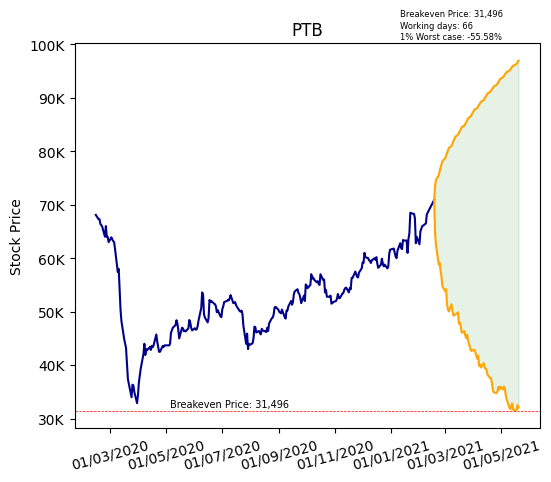 Breakeven Price: 31,496
Working days: 66
1% Worst case: -55.58%
PTB
100K
90K
80K
70K
60K
50K
40K
30K
Stock Price
Breakeven Price: 31,496
01/03/2020
01/05/2020
01/07/2020
01/09/2020
01/11/2020
01/01/2021
01/03/2021
01/05/2021